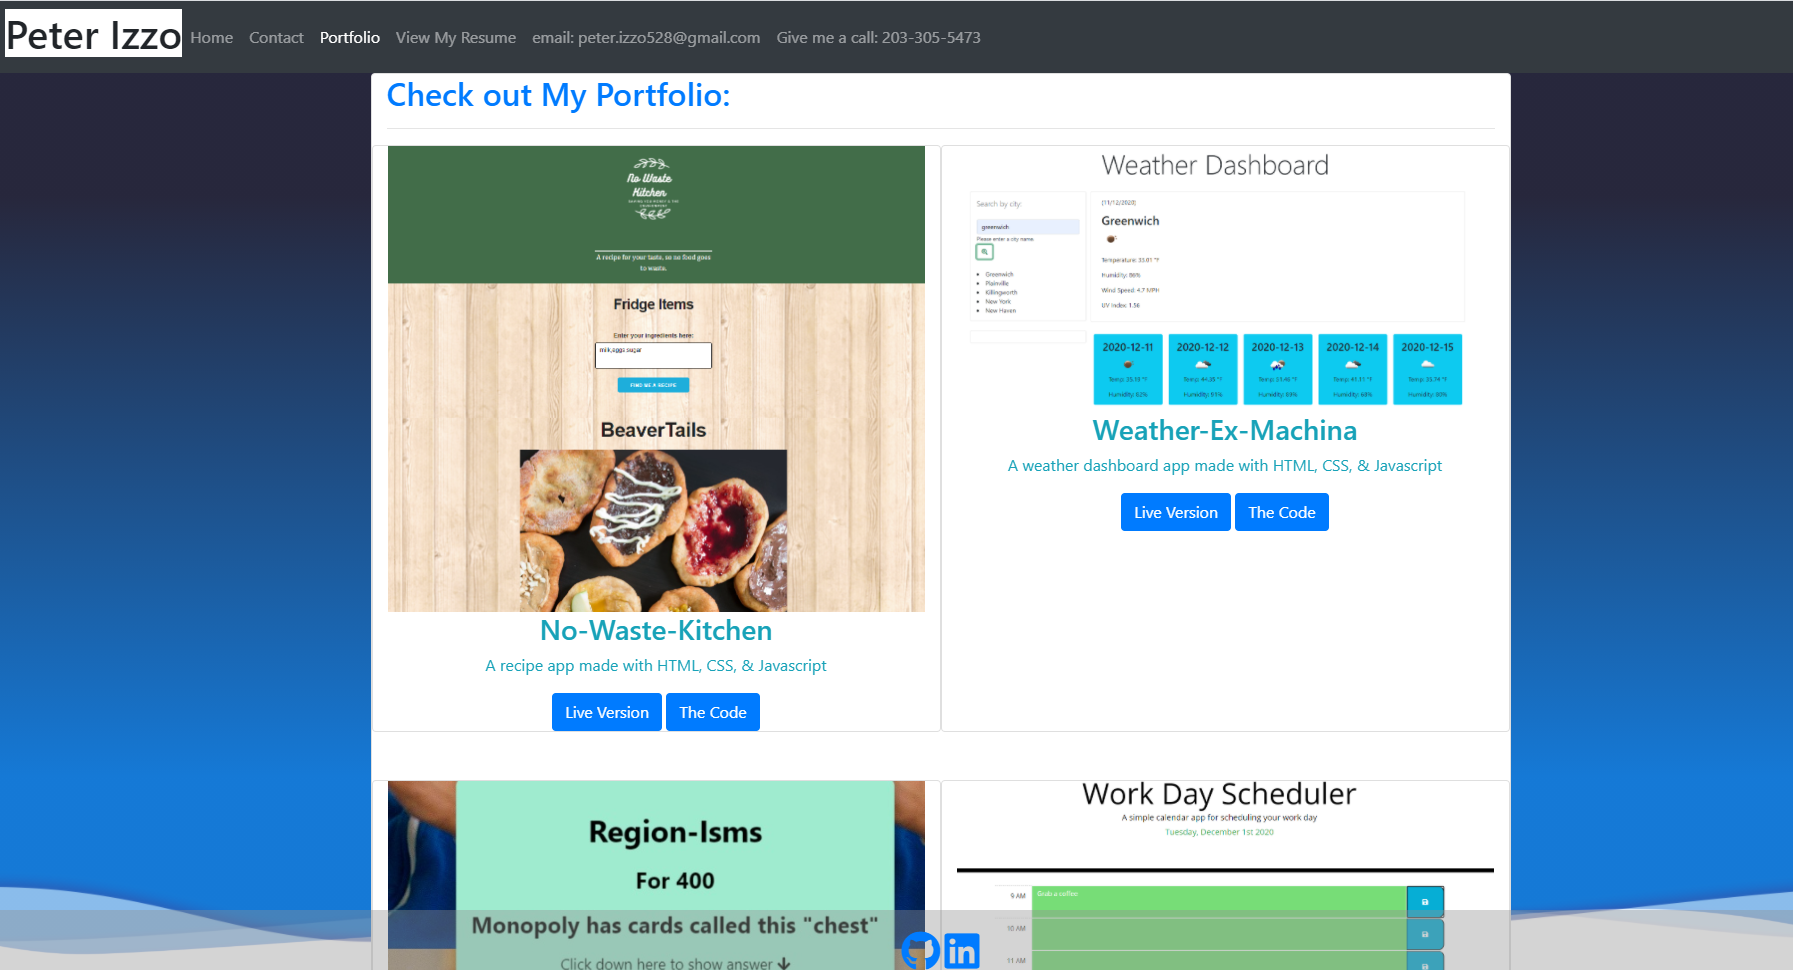 Peter Izzo
Home Contact Portfolio View My Resume email: peter.izzo528@gmail.com Give me a call: 203-305-5473
Check out My Portfolio:
No Waste
Kitchen
A recipe for your taste, so no food goes
to waste.
Fridge Items
Enter your ingredients here:
milk,eggs,sugar
FIND ME A RECIPE
BeaverTails
No-Waste-Kitchen
A recipe app made with HTML, CSS, & Javascript
Live Version The Code
Weather Dashboard
Search by city:
greenwich
Please enter a city name
Greenwich
Plainville
Killingworth
New York
New Haven
(11/12/2020)
Greenwich
Temperature: 33.01 °F
Humidity: 86%
Wind Speed: 4.7 MPH
UV Index: 1.56
2020-12-11 2020-12-12 2020-12-13 2020-12-14 2020-12-15
Weather-Ex-Machina
A weather dashboard app made with HTML, CSS, & Javascript
Live Version The Code
Region-Isms
For 400
Monopoly has cards called this "chest"
Click down here to show answer
Work Day Scheduler
A simple calendar app for scheduling your work day
Tuesday, December 1st 2020
9 AM Grab a coffee
10 AM
11 AM
in